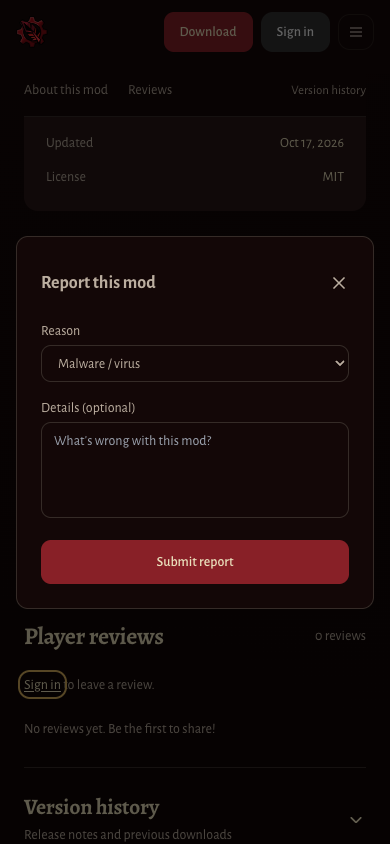 Download
Sign in
About this mod
Reviews
Version history
Updated
Oct 17, 2026
License
MIT
Report this mod
Reason
Malware / virus
Details (optional)
What's wrong with this mod?
Submit report
Player reviews
0 reviews
Sign in to leave a review.
No reviews yet. Be the first to share!
Version history
Release notes and previous downloads